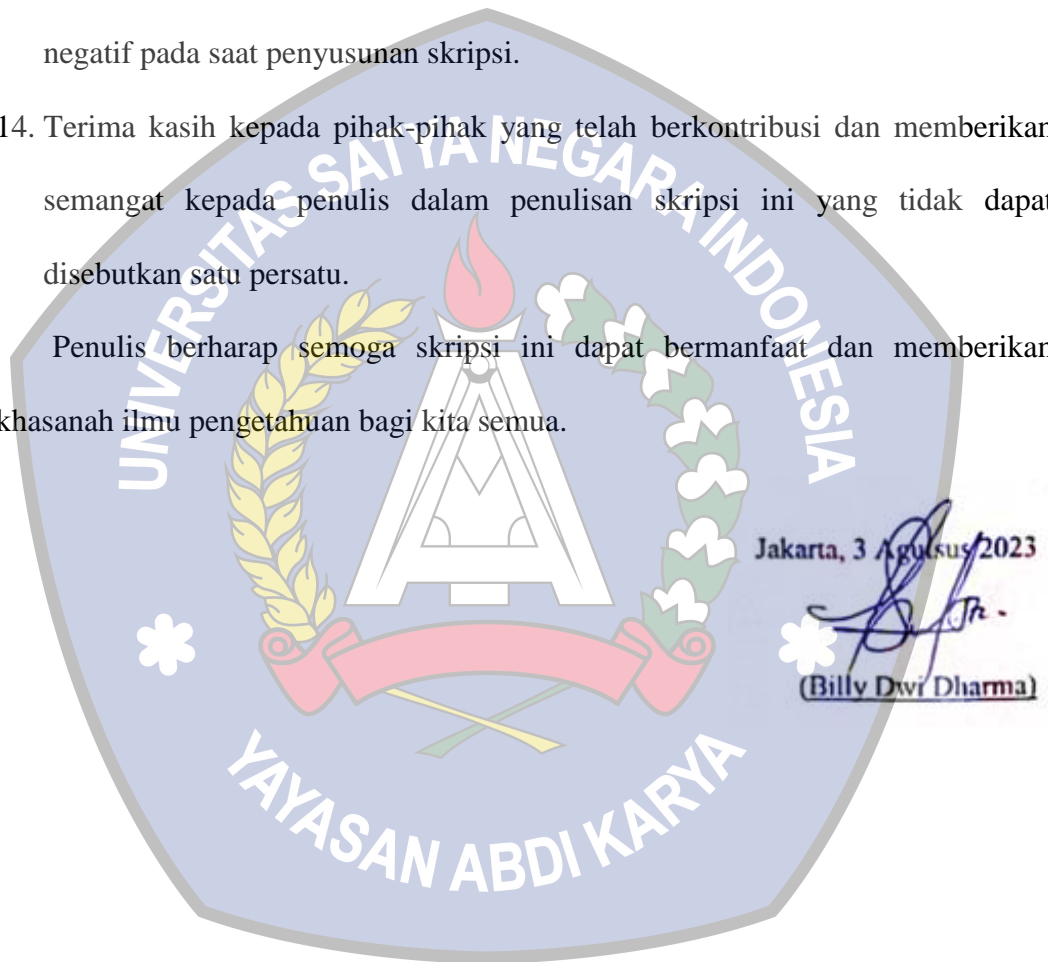 negatif pada saat penyusunan skripsi.
14. Terima kasih kepada pihak-pihak yang telah berkontribusi dan memberikan
semangat kepada penulis dalam penulisan skripsi ini yang tidak dapat
disebutkan satu persatu.
Penulis berharap semoga skripsi ini dapat bermanfaat dan memberikan
khasanah ilmu pengetahuan bagi kita semua.
Jakarta, 3 Agutsus 2023
(Billy Dwi Dharma)
UNIVERSITAS SATYA NEGARA INDONESIA
YAYASAN ABDI KARYA